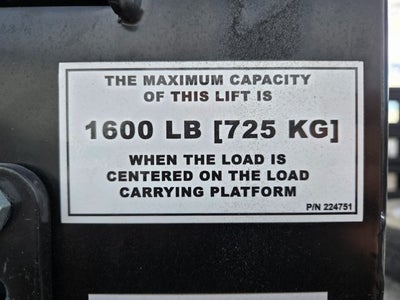 THE MAXIMUM CAPACITY
OF THIS LIFT IS
1600 LB [725 KG]
WHEN THE LOAD IS
CENTERED ON THE LOAD
CARRYING PLATFORM
P/N 224751